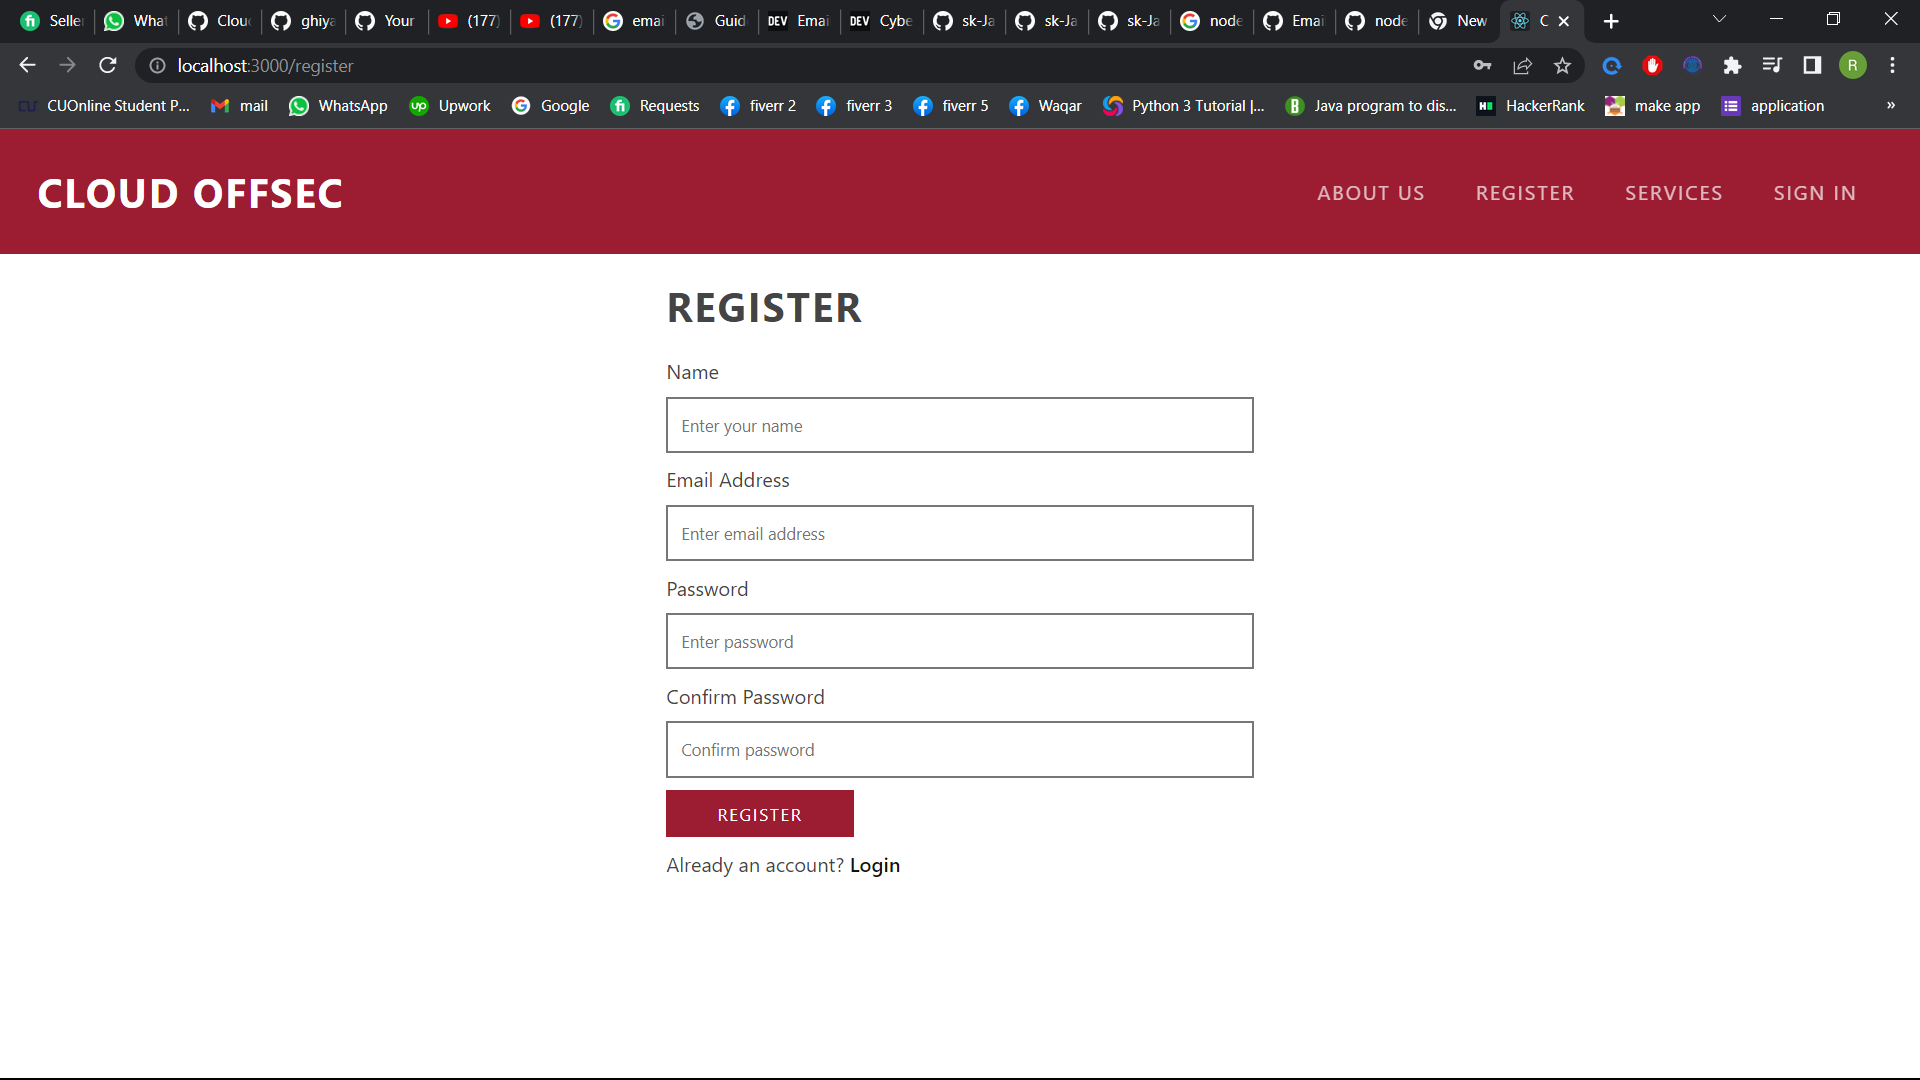 Seller What Clou ghiya Your (177) (177) emai Guid DEV Emai DEV Cybe sk-Ja sk-Ja sk-Ja node Emai node New C
localhost:3000/register R
CU CUOnline Student P... mail WhatsApp up Upwork Google fi Requests fiverr 2 fiverr 3 fiverr 5 Waqar Python 3 Tutorial |... B Java program to dis... HackerRank make app application »
CLOUD OFFSEC
ABOUT US REGISTER SERVICES SIGN IN
REGISTER
Name
Enter your name
Email Address
Enter email address
Password
Enter password
Confirm Password
Confirm password
REGISTER
Already an account? Login